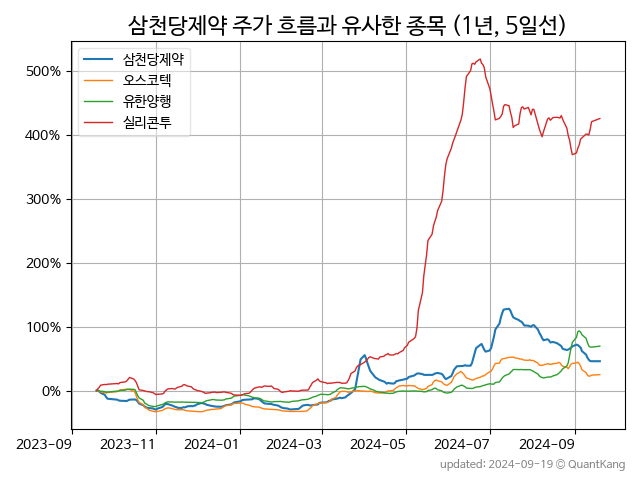 삼천당제약 주가 흐름과 유사한 종목 (1년, 5일선)
삼천당제약
오스코텍
유한양행
실리콘투
500%
400%
300%
200%
100%
0%
2023-09 2023-11 2024-01 2024-03 2024-05 2024-07 2024-09
updated: 2024-09-19 © QuantKang